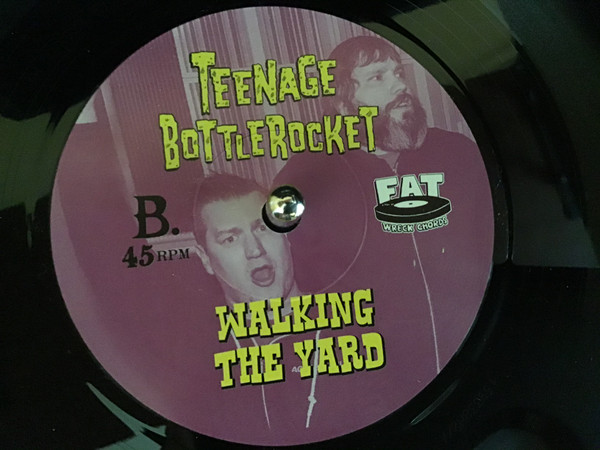 TEENAGE
BOTTLEROCKET
B.
45 RPM
FAT
WRECK CHORDS
WALKING
THE YARD